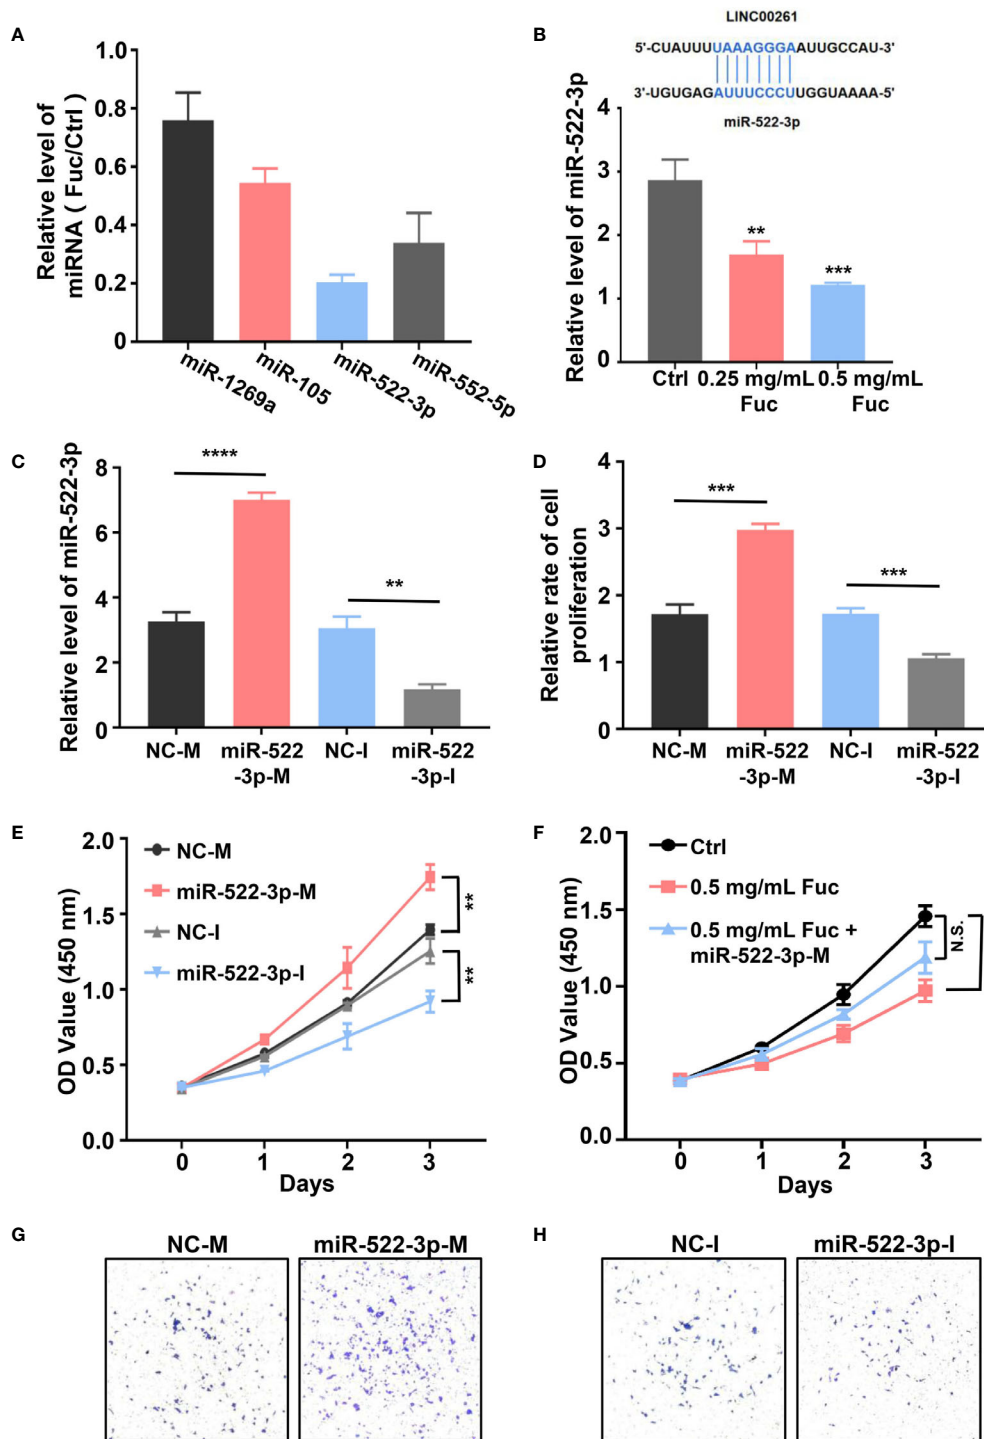 A
Relative level of
miRNA ( Fuc/Ctrl )
1.0
0.8
0.6
0.4
0.2
0
miR-1269a
miR-105
miR-522-3p
miR-552-5p
B
LINC00261
5'-CUAUUUUAAAGGGAAUUGCCAU-3'
3'-UGUGAGAUUUCCCUUGGUAAAA-5'
miR-522-3p
Relative level of miR-522-3p
4
3
2
1
0
**
***
Ctrl 0.25 mg/mL 0.5 mg/mL
Fuc Fuc
C
Relative level of miR-522-3p
8
6
4
2
0
****
**
NC-M miR-522 NC-I miR-522
-3p-M -3p-I
D
Relative rate of cell
proliferation
4
3
2
1
0
***
***
NC-M miR-522 NC-I miR-522
-3p-M -3p-I
E
OD Value (450 nm)
2.0
1.5
1.0
0.5
0.0
NC-M
miR-522-3p-M
NC-I
miR-522-3p-I
**
**
0 1 2 3
Days
F
OD Value (450 nm)
2.0
1.5
1.0
0.5
0.0
Ctrl
0.5 mg/mL Fuc
0.5 mg/mL Fuc +
miR-522-3p-M
N.S.
0 1 2 3
Days
G
NC-M miR-522-3p-M
H
NC-I miR-522-3p-I